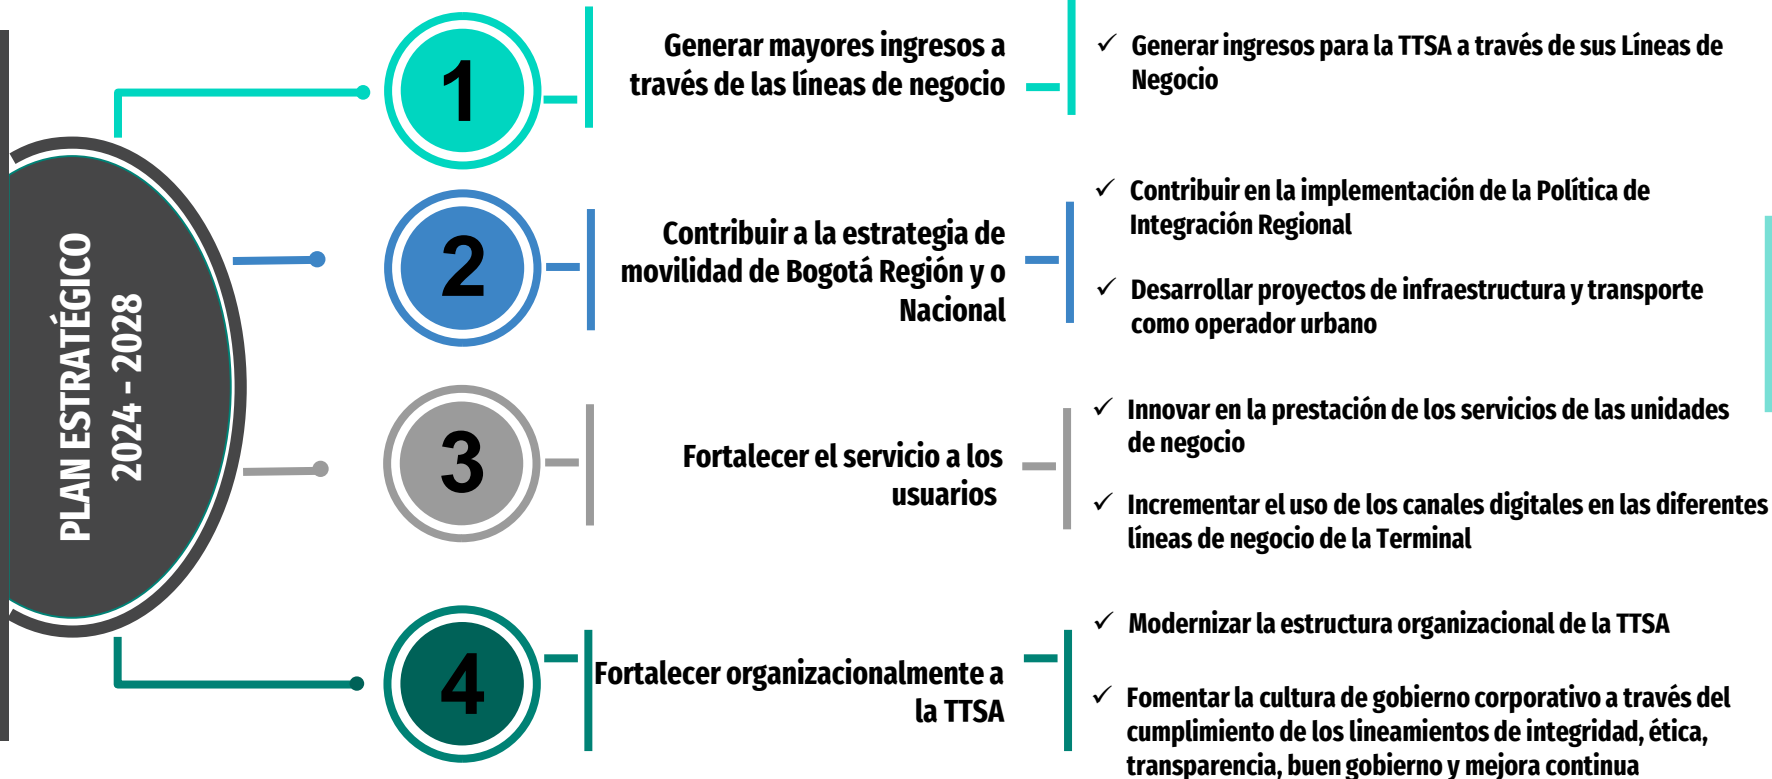 PLAN ESTRATÉGICO
2024 - 2028
1
Generar mayores ingresos a
través de las líneas de negocio
✓ Generar ingresos para la TTSA a través de sus Líneas de
Negocio
2
Contribuir a la estrategia de
movilidad de Bogotá Región y o
Nacional
✓ Contribuir en la implementación de la Política de
Integración Regional
✓ Desarrollar proyectos de infraestructura y transporte
como operador urbano
3
Fortalecer el servicio a los
usuarios
✓ Innovar en la prestación de los servicios de las unidades
de negocio
✓ Incrementar el uso de los canales digitales en las diferentes
líneas de negocio de la Terminal
4
Fortalecer organizacionalmente a
la TTSA
✓ Modernizar la estructura organizacional de la TTSA
✓ Fomentar la cultura de gobierno corporativo a través del
cumplimiento de los lineamientos de integridad, ética,
transparencia, buen gobierno y mejora continua